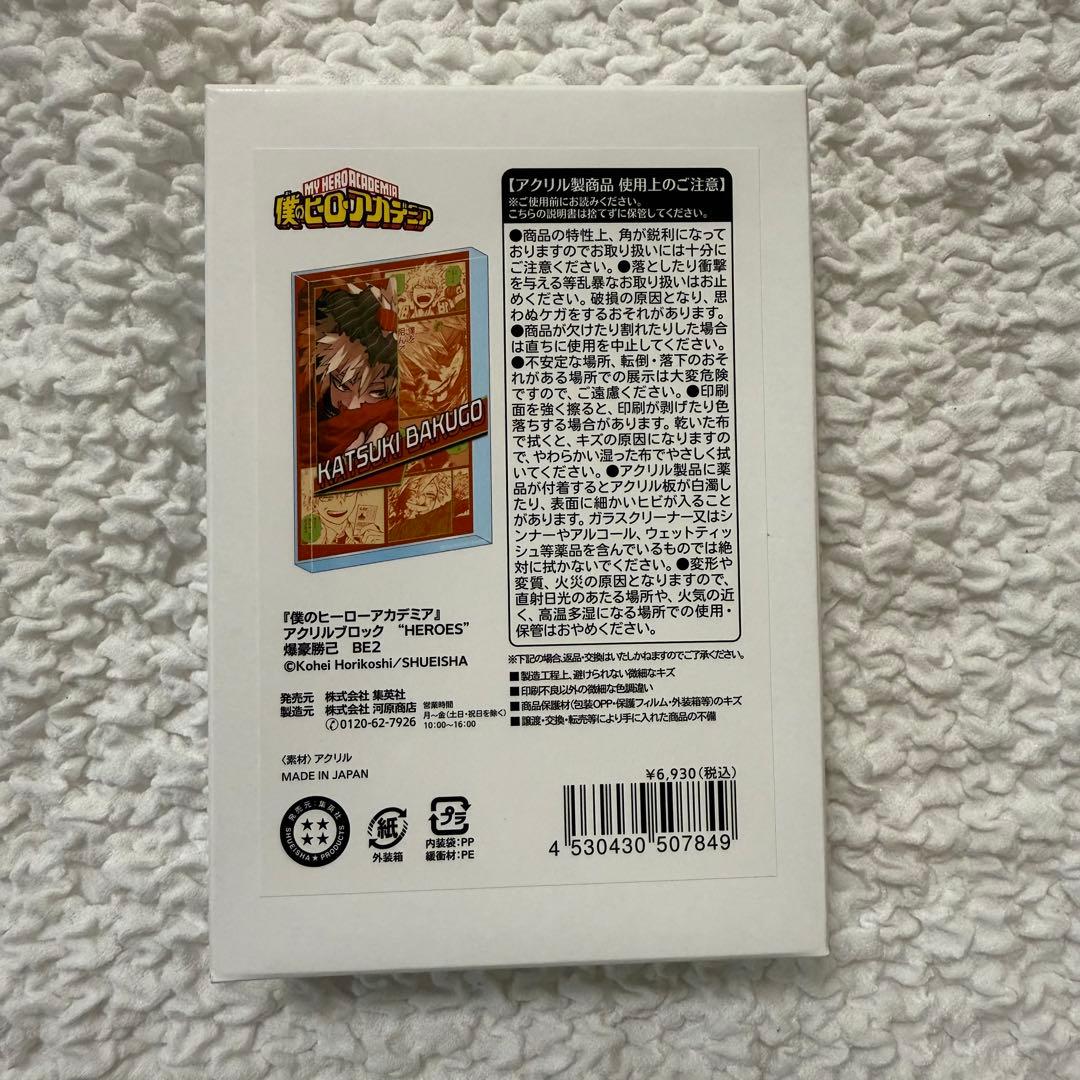 MY HERO ACADEMIA
僕のヒーローアカデミア
KATSUKI BAKUGO
『僕のヒーローアカデミア』
アクリルブロック “HEROES”
爆豪勝己 BE2
©Kohei Horikoshi/SHUEISHA
発売元 株式会社 集英社
製造元 株式会社 河原商店
0120-62-7926
営業時間
月～金(土日・祝日を除く)
10:00～16:00
〈素材〉アクリル
MADE IN JAPAN
発売元:集英社
SHUEISHA★PRODUCTS
紙
外装箱
プラ
内装袋:PP
緩衝材:PE
【アクリル製商品 使用上のご注意】
※ご使用前にお読みください。
こちらの説明書は捨てずに保管してください。
●商品の特性上、角が鋭利になって
おりますのでお取り扱いには十分に
ご注意ください。●落としたり衝撃
を与える等乱暴なお取り扱いはお止
めください。破損の原因となり、思
わぬケガをするおそれがあります。
●商品が欠けたり割れたりした場合
は直ちに使用を中止してください。
●不安定な場所、転倒・落下のおそ
れがある場所での展示は大変危険
ですので、ご遠慮ください。●印刷
面を強く擦ると、印刷が剥げたり色
落ちする場合があります。乾いた布
で拭くと、キズの原因になりますの
で、やわらかい湿った布でやさしく拭
いてください。●アクリル製品に薬
品が付着するとアクリル板が白濁し
たり、表面に細かいヒビが入ること
があります。ガラスクリーナー又はシ
ンナーやアルコール、ウェットティッ
シュ等薬品を含んでいるものでは絶
対に拭かないでください。●変形や
変質、火災の原因となりますので、
直射日光のあたる場所や、火気の近
く、高温多湿になる場所での使用・
保管はおやめください。
※下記の場合、返品・交換はいたしかねますのでご了承ください。
■製造工程上、避けられない微細なキズ
■印刷不良以外の微細な色調違い
■商品保護材(包装OPP・保護フィルム・外装箱等)のキズ
■譲渡・交換・転売等により手に入れた商品の不備
¥6,930(税込)
4 530430 507849